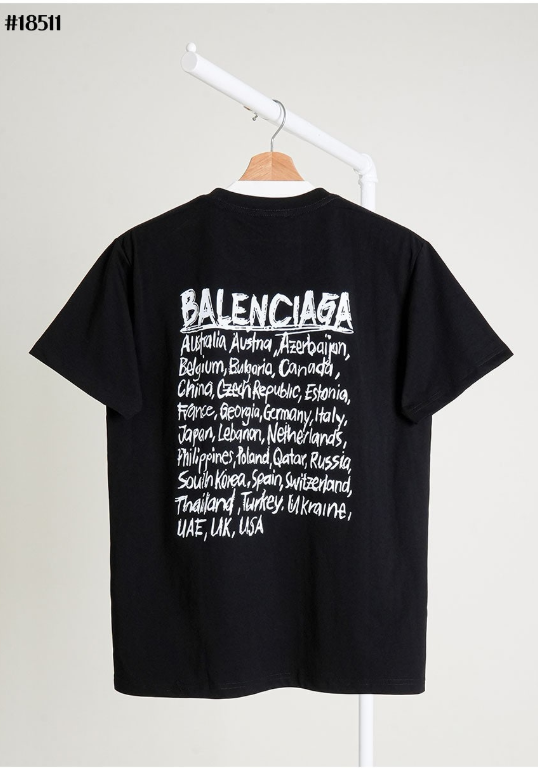 #18511
BALENCIAGA
Australia Austria, Azerbaijan,
Belgium, Bulgaria, Canada,
China, Czech Republic, Estonia,
France, Georgia, Germany, Italy,
Japan, Lebanon, Netherlands,
Philippines, Poland, Qatar, Russia,
South Korea, Spain, Switzerland,
Thailand, Turkey. Ukraine,
UAE, UK, USA